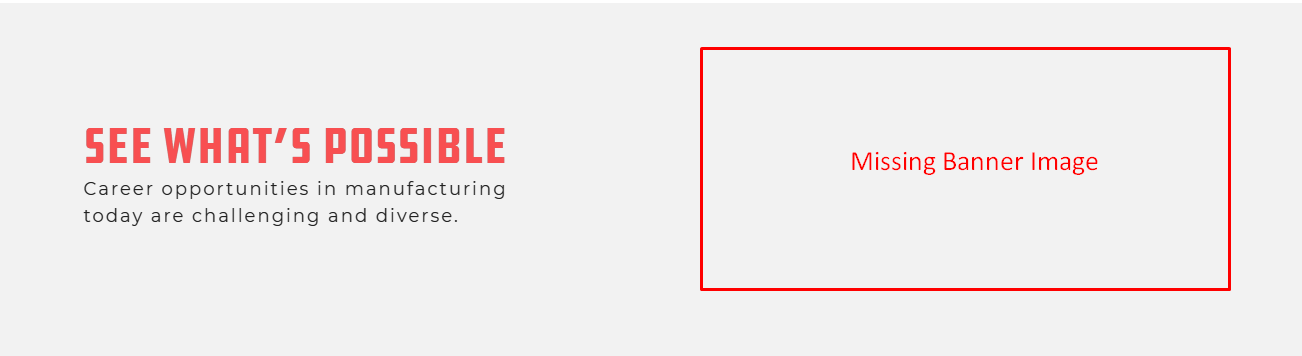 SEE WHAT'S POSSIBLE
Career opportunities in manufacturing
today are challenging and diverse.
Missing Banner Image